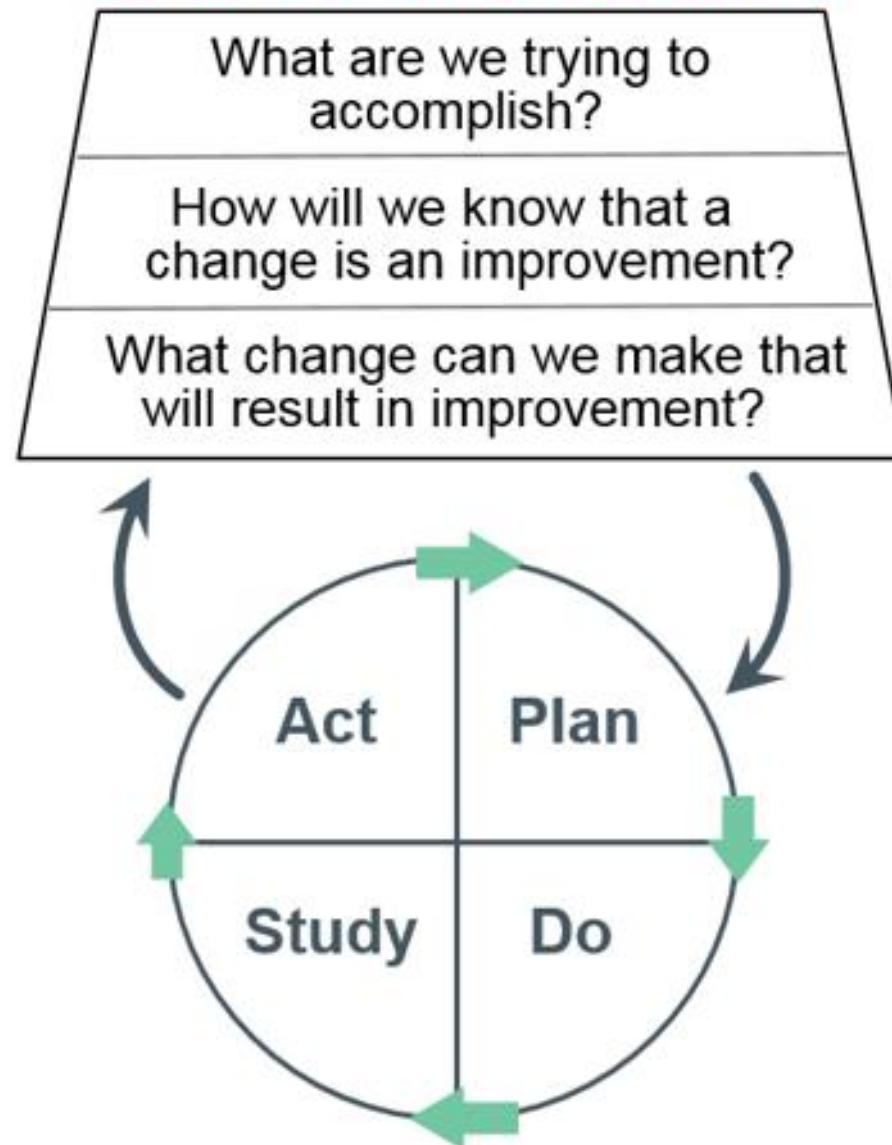 What are we trying to
accomplish?
How will we know that a
change is an improvement?
What change can we make that
will result in improvement?
Act
Plan
Study
Do